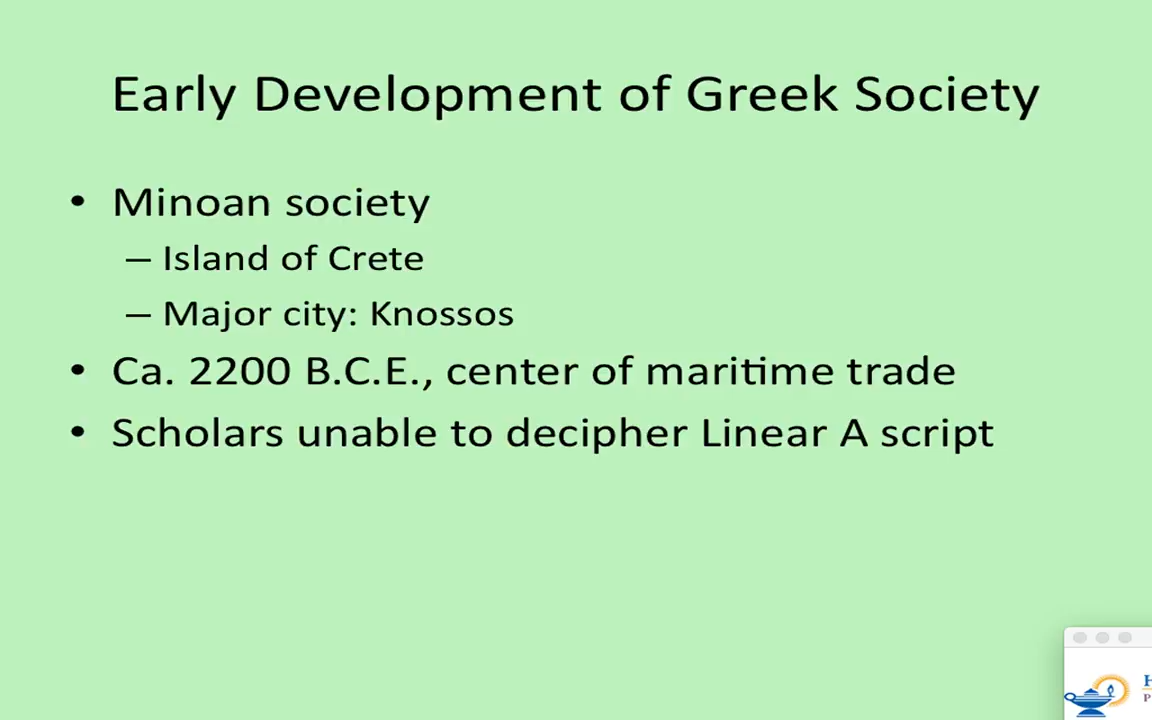 Early Development of Greek Society
• Minoan society
– Island of Crete
– Major city: Knossos
• Ca. 2200 B.C.E., center of maritime trade
• Scholars unable to decipher Linear A script
H
P